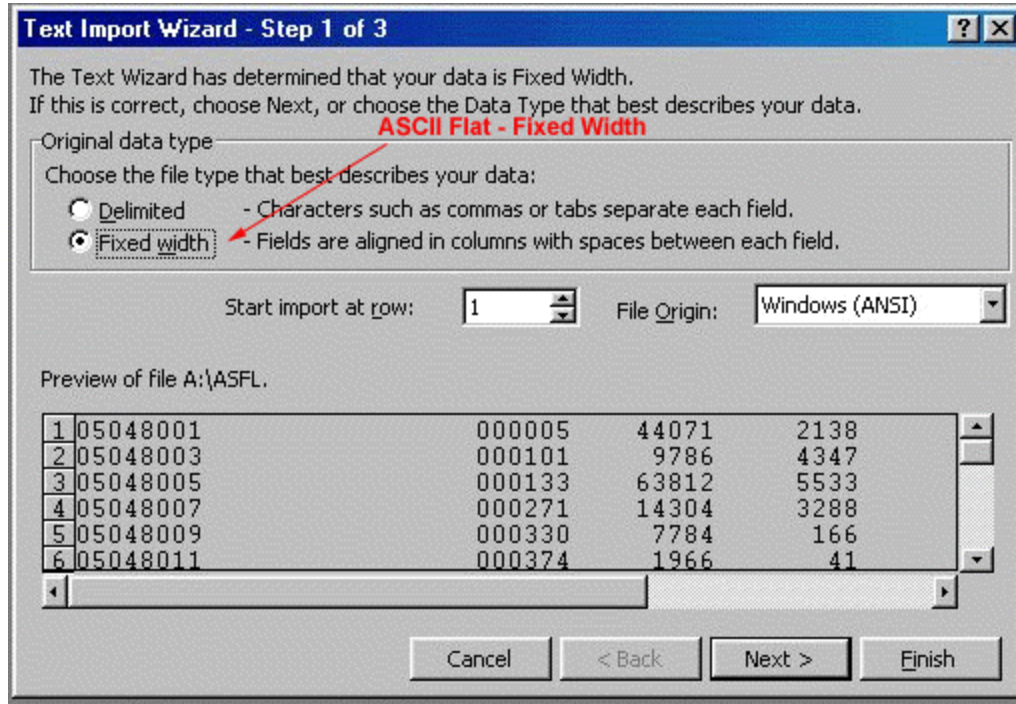 Text Import Wizard - Step 1 of 3
The Text Wizard has determined that your data is Fixed Width.
If this is correct, choose Next, or choose the Data Type that best describes your data.
ASCII Flat - Fixed Width
Original data type
Choose the file type that best describes your data:
Delimited - Characters such as commas or tabs separate each field.
Fixed width - Fields are aligned in columns with spaces between each field.
Start import at row: 1 File Origin: Windows (ANSI)
Preview of file A:\ASFL.
1 05048001 000005 44071 2138
2 05048003 000101 9786 4347
3 05048005 000133 63812 5533
4 05048007 000271 14304 3288
5 05048009 000330 7784 166
6 05048011 000374 1966 41
Cancel < Back Next > Finish